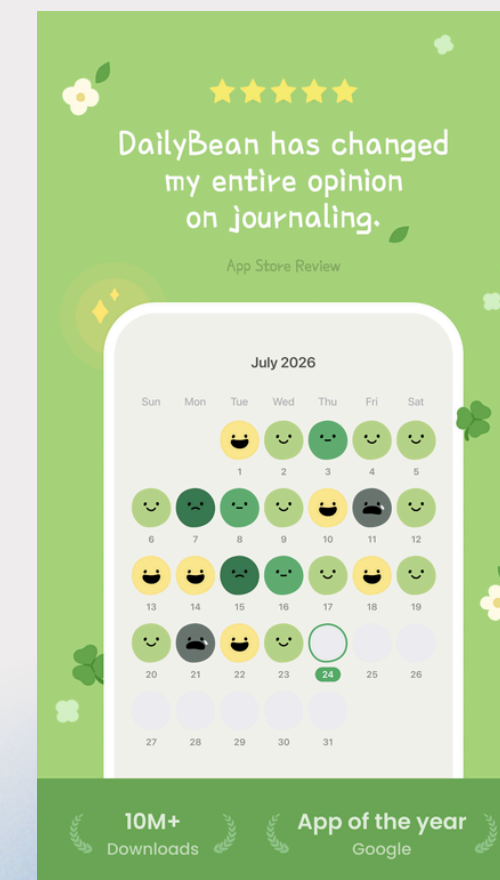 DailyBean has changed
my entire opinion
on journaling.
App Store Review
July 2026
Sun Mon Tue Wed Thu Fri Sat
1 2 3 4 5
6 7 8 9 10 11 12
13 14 15 16 17 18 19
20 21 22 23 24 25 26
27 28 29 30 31
10M+
Downloads
App of the year
Google